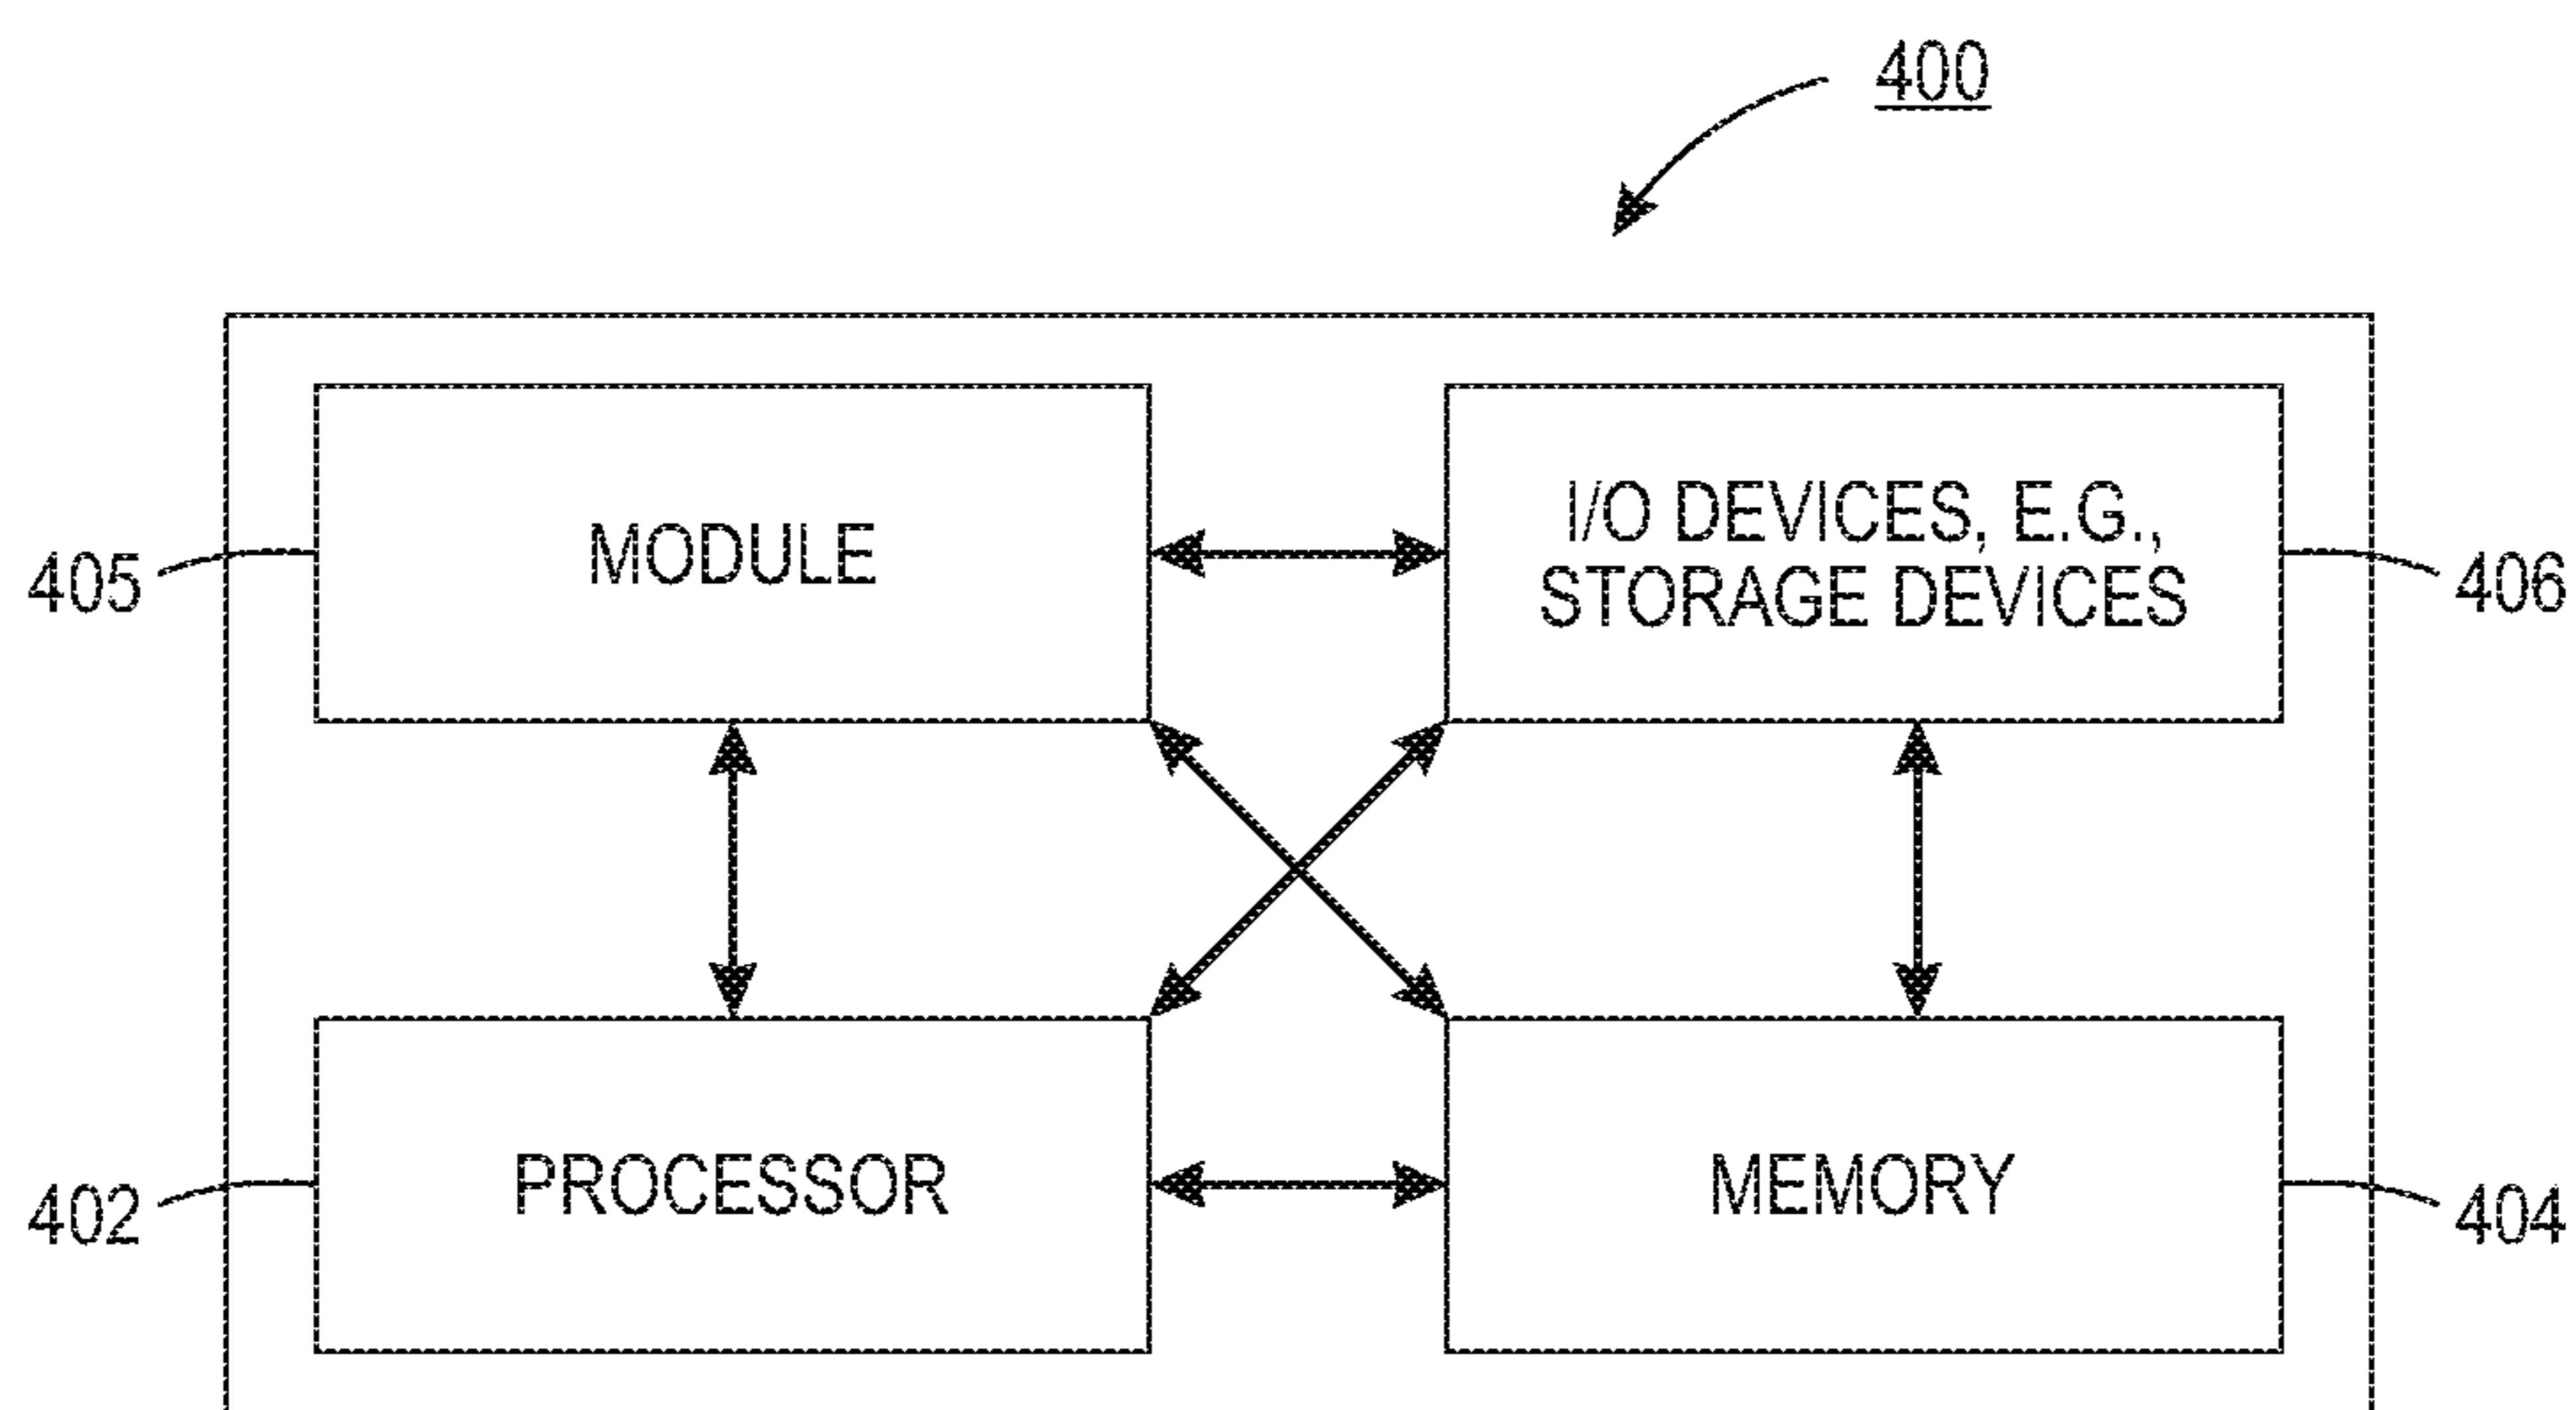 400
MODULE
I/O DEVICES, E.G.,
STORAGE DEVICES
405
406
PROCESSOR
MEMORY
402
404